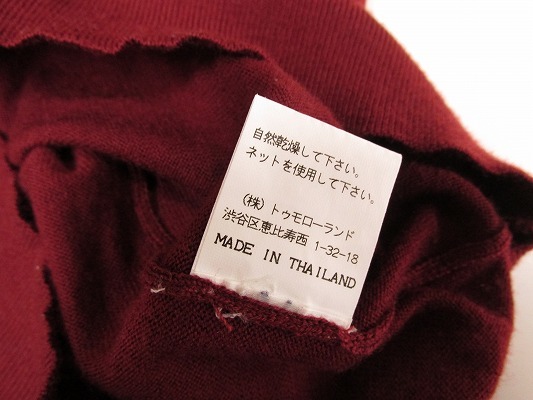 自然乾燥して下さい。
ネットを使用して下さい。
(株) トゥモローランド
渋谷区恵比寿西 1-32-18
MADE IN THAILAND